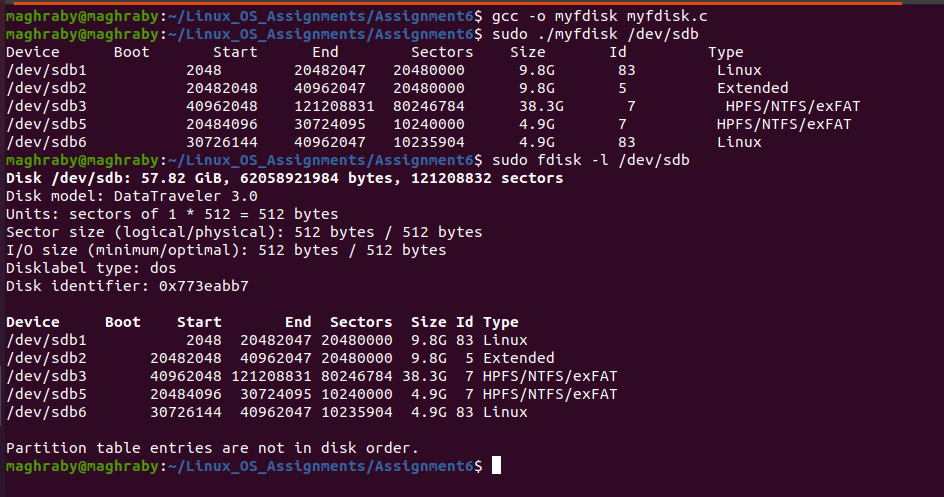 maghraby@maghraby:~/Linux_OS_Assignments/Assignment6$ gcc -o myfdisk myfdisk.c
maghraby@maghraby:~/Linux_OS_Assignments/Assignment6$ sudo ./myfdisk /dev/sdb
Device      Boot       Start      End        Sectors    Size       Id         Type
/dev/sdb1           2048        20482047   20480000   9.8G       83         Linux
/dev/sdb2           20482048    40962047   20480000   9.8G       5          Extended
/dev/sdb3           40962048    121208831  80246784   38.3G       7          HPFS/NTFS/exFAT
/dev/sdb5           20484096    30724095   10240000   4.9G       7          HPFS/NTFS/exFAT
/dev/sdb6           30726144    40962047   10235904   4.9G       83         Linux
maghraby@maghraby:~/Linux_OS_Assignments/Assignment6$ sudo fdisk -l /dev/sdb
Disk /dev/sdb: 57.82 GiB, 62058921984 bytes, 121208832 sectors
Disk model: DataTraveler 3.0
Units: sectors of 1 * 512 = 512 bytes
Sector size (logical/physical): 512 bytes / 512 bytes
I/O size (minimum/optimal): 512 bytes / 512 bytes
Disklabel type: dos
Disk identifier: 0x773eabb7
Device     Boot    Start       End  Sectors  Size Id Type
/dev/sdb1           2048  20482047 20480000  9.8G 83 Linux
/dev/sdb2       20482048  40962047 20480000  9.8G  5 Extended
/dev/sdb3       40962048 121208831 80246784 38.3G  7 HPFS/NTFS/exFAT
/dev/sdb5       20484096  30724095 10240000  4.9G  7 HPFS/NTFS/exFAT
/dev/sdb6       30726144  40962047 10235904  4.9G 83 Linux
Partition table entries are not in disk order.
maghraby@maghraby:~/Linux_OS_Assignments/Assignment6$